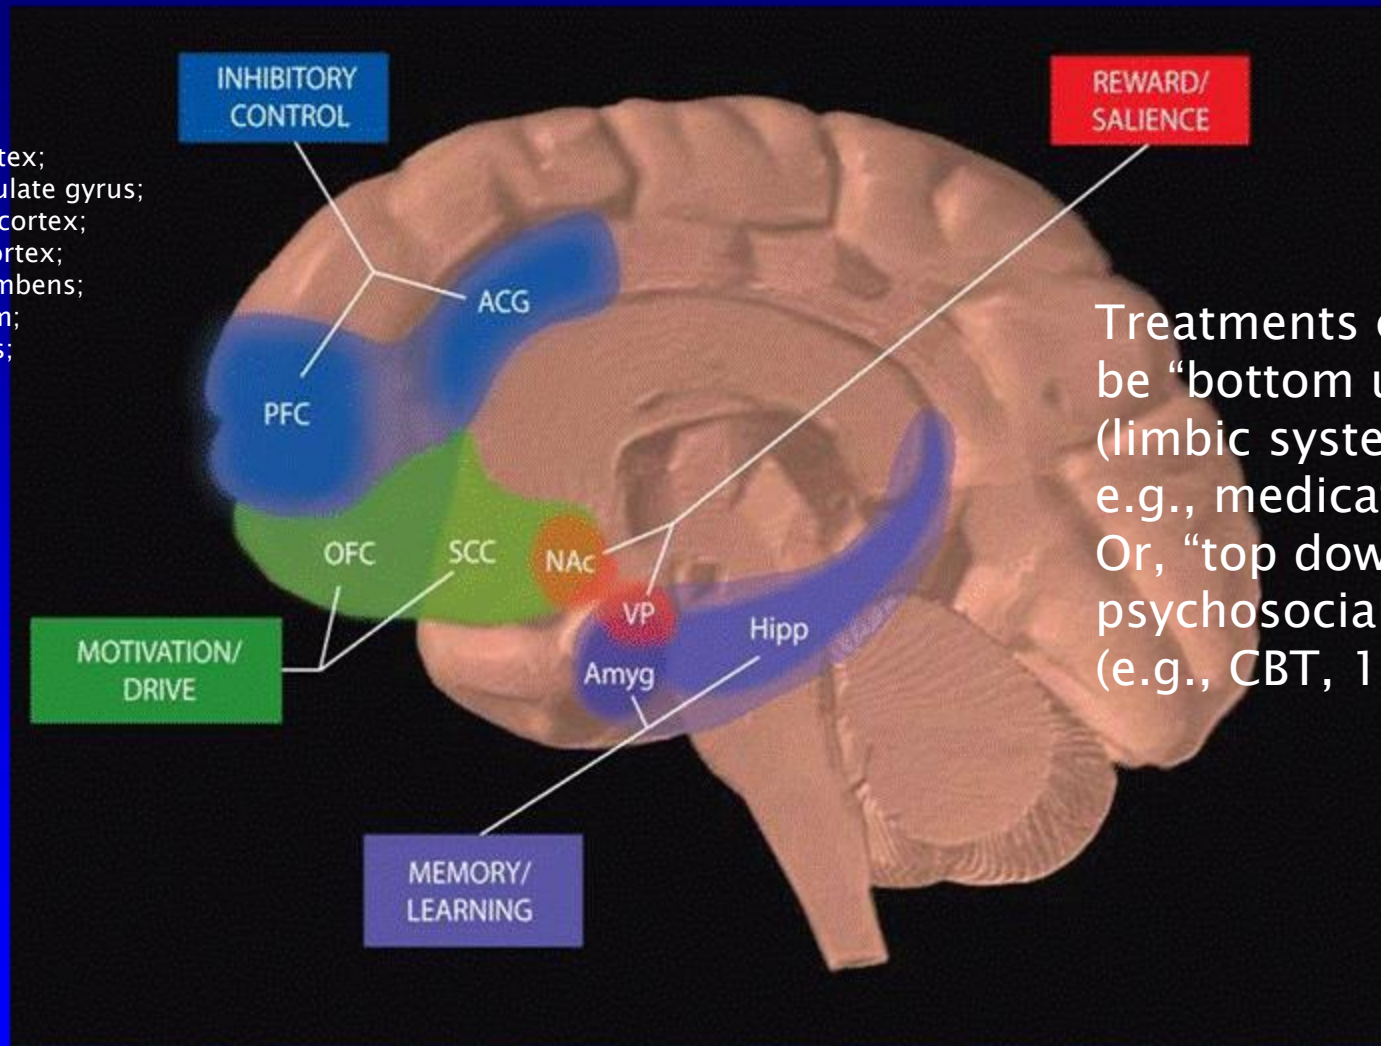 INHIBITORY
CONTROL
REWARD/
SALIENCE
tex;
ulate gyrus;
cortex;
ortex;
mbens;
m;
s;
ACG
PFC
OFC
SCC
NAc
VP
Hipp
Amyg
MOTIVATION/
DRIVE
MEMORY/
LEARNING
Treatments
be “bottom
(limbic syste
e.g., medica
Or, “top dow
psychosocia
(e.g., CBT, 1